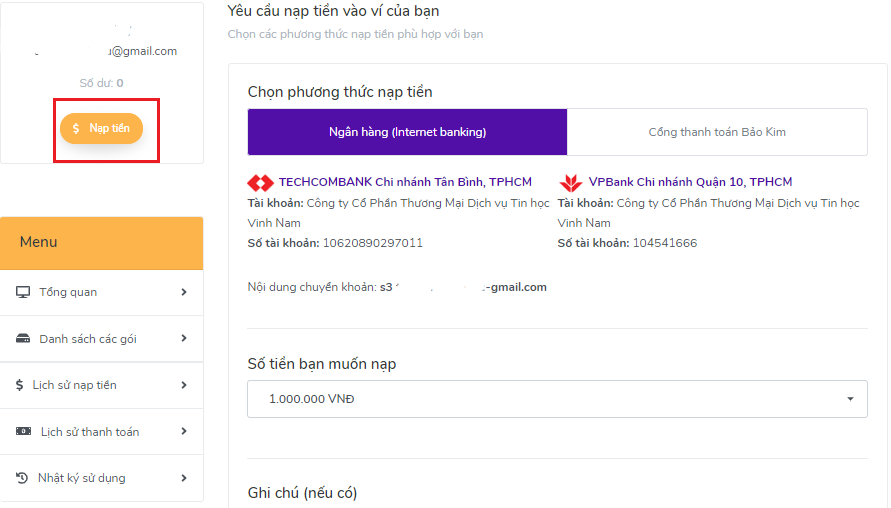 u@gmail.com
Số dư: 0
$ Nạp tiền
Menu
Tổng quan
Danh sách các gói
$ Lịch sử nạp tiền
Lịch sử thanh toán
Nhật ký sử dụng
Yêu cầu nạp tiền vào ví của bạn
Chọn các phương thức nạp tiền phù hợp với bạn
Chọn phương thức nạp tiền
Ngân hàng (Internet banking)
Cổng thanh toán Bảo Kim
TECHCOMBANK Chi nhánh Tân Bình, TPHCM
Tài khoản: Công ty Cổ Phần Thương Mại Dịch vụ Tin học
Vinh Nam
Số tài khoản: 10620890297011
VPBank Chi nhánh Quận 10, TPHCM
Tài khoản: Công ty Cổ Phần Thương Mại Dịch vụ Tin học
Vinh Nam
Số tài khoản: 104541666
Nội dung chuyển khoản: s3 -gmail.com
Số tiền bạn muốn nạp
1.000.000 VNĐ
Ghi chú (nếu có)